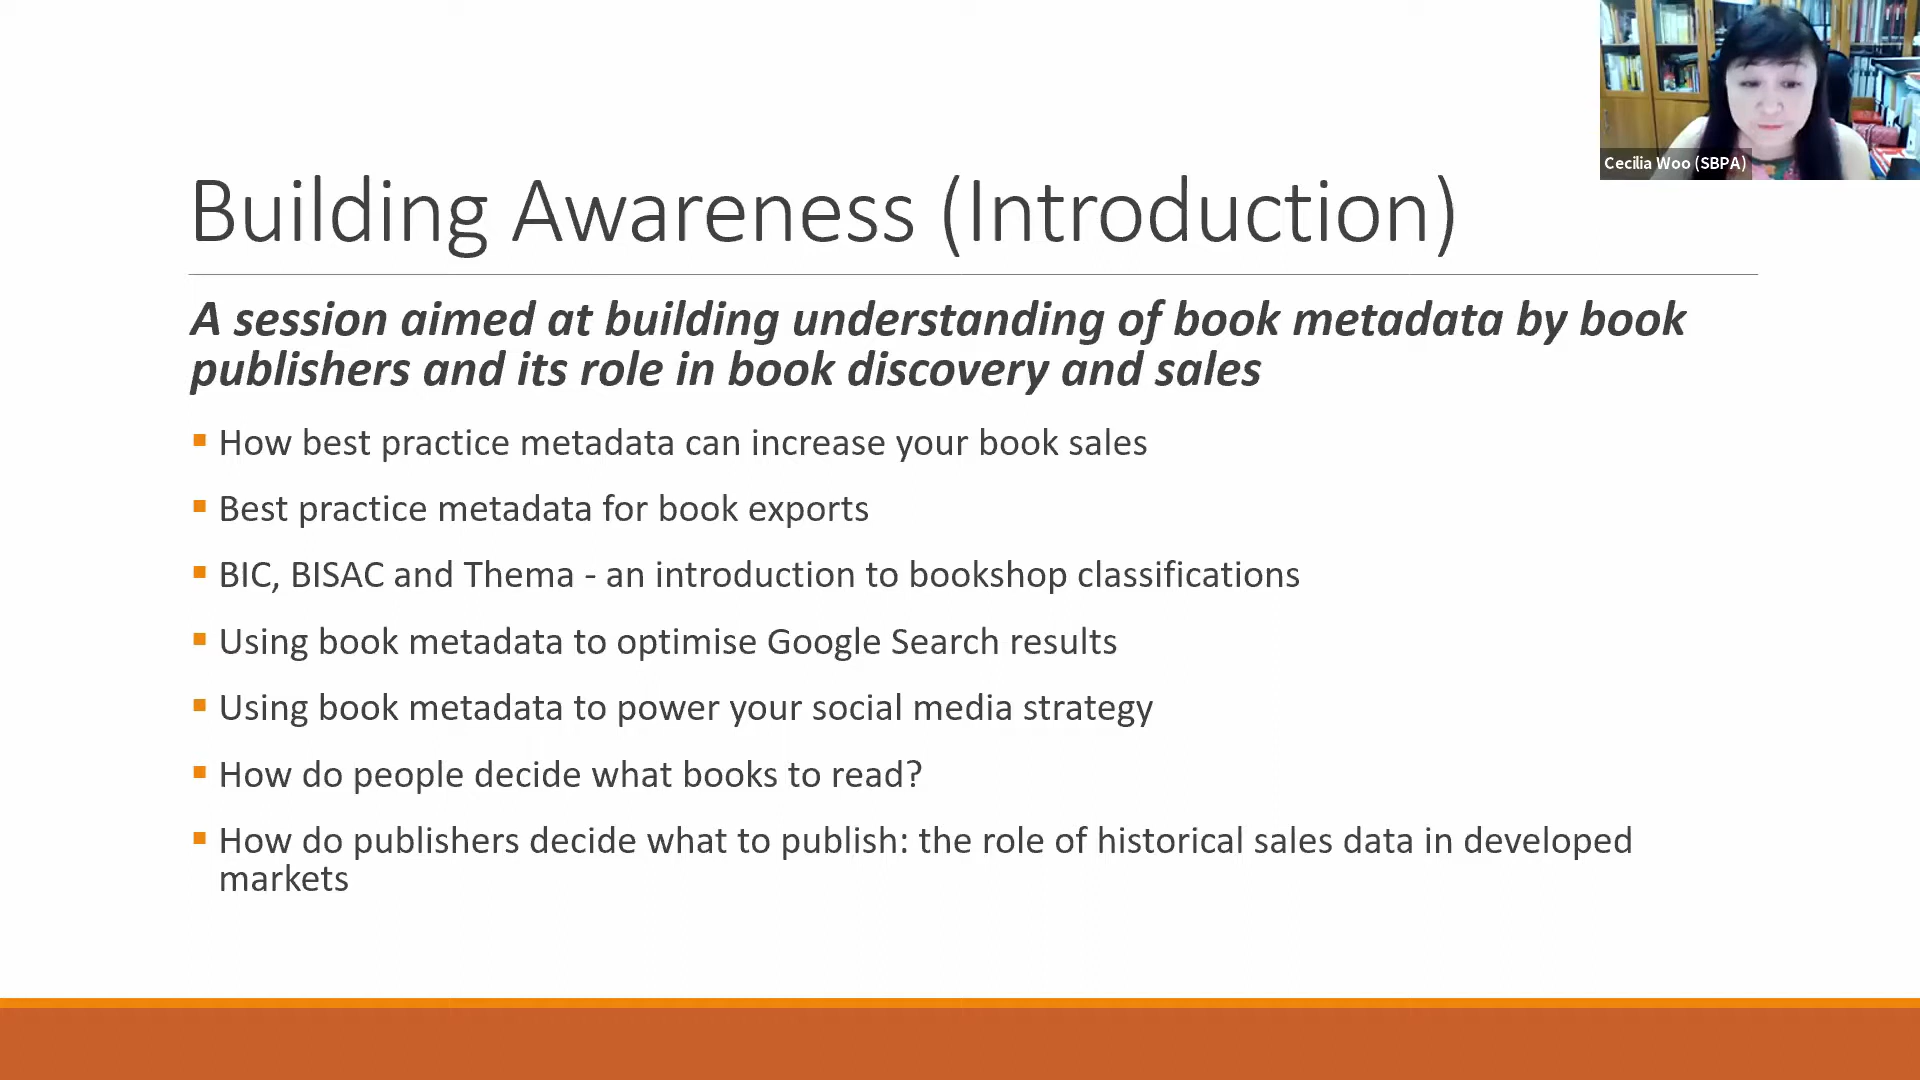 Cecilia Woo (SBPA)
Building Awareness (Introduction)
A session aimed at building understanding of book metadata by book
publishers and its role in book discovery and sales
How best practice metadata can increase your book sales
Best practice metadata for book exports
BIC, BISAC and Thema - an introduction to bookshop classifications
Using book metadata to optimise Google Search results
Using book metadata to power your social media strategy
How do people decide what books to read?
How do publishers decide what to publish: the role of historical sales data in developed
markets